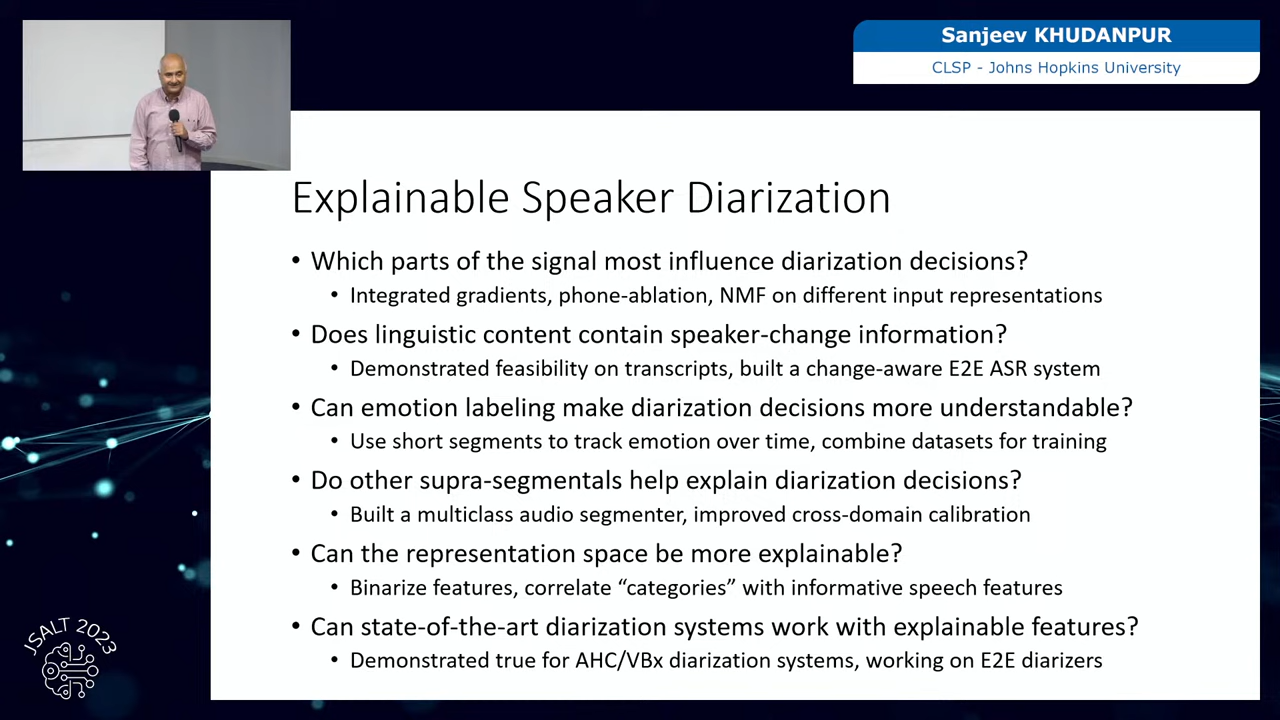 Sanjeev KHUDANPUR
CLSP - Johns Hopkins University
Explainable Speaker Diarization
• Which parts of the signal most influence diarization decisions?
• Integrated gradients, phone-ablation, NMF on different input representations
• Does linguistic content contain speaker-change information?
• Demonstrated feasibility on transcripts, built a change-aware E2E ASR system
• Can emotion labeling make diarization decisions more understandable?
• Use short segments to track emotion over time, combine datasets for training
• Do other supra-segmentals help explain diarization decisions?
• Built a multiclass audio segmenter, improved cross-domain calibration
• Can the representation space be more explainable?
• Binarize features, correlate “categories” with informative speech features
• Can state-of-the-art diarization systems work with explainable features?
• Demonstrated true for AHC/VBx diarization systems, working on E2E diarizers
JSALT 2023